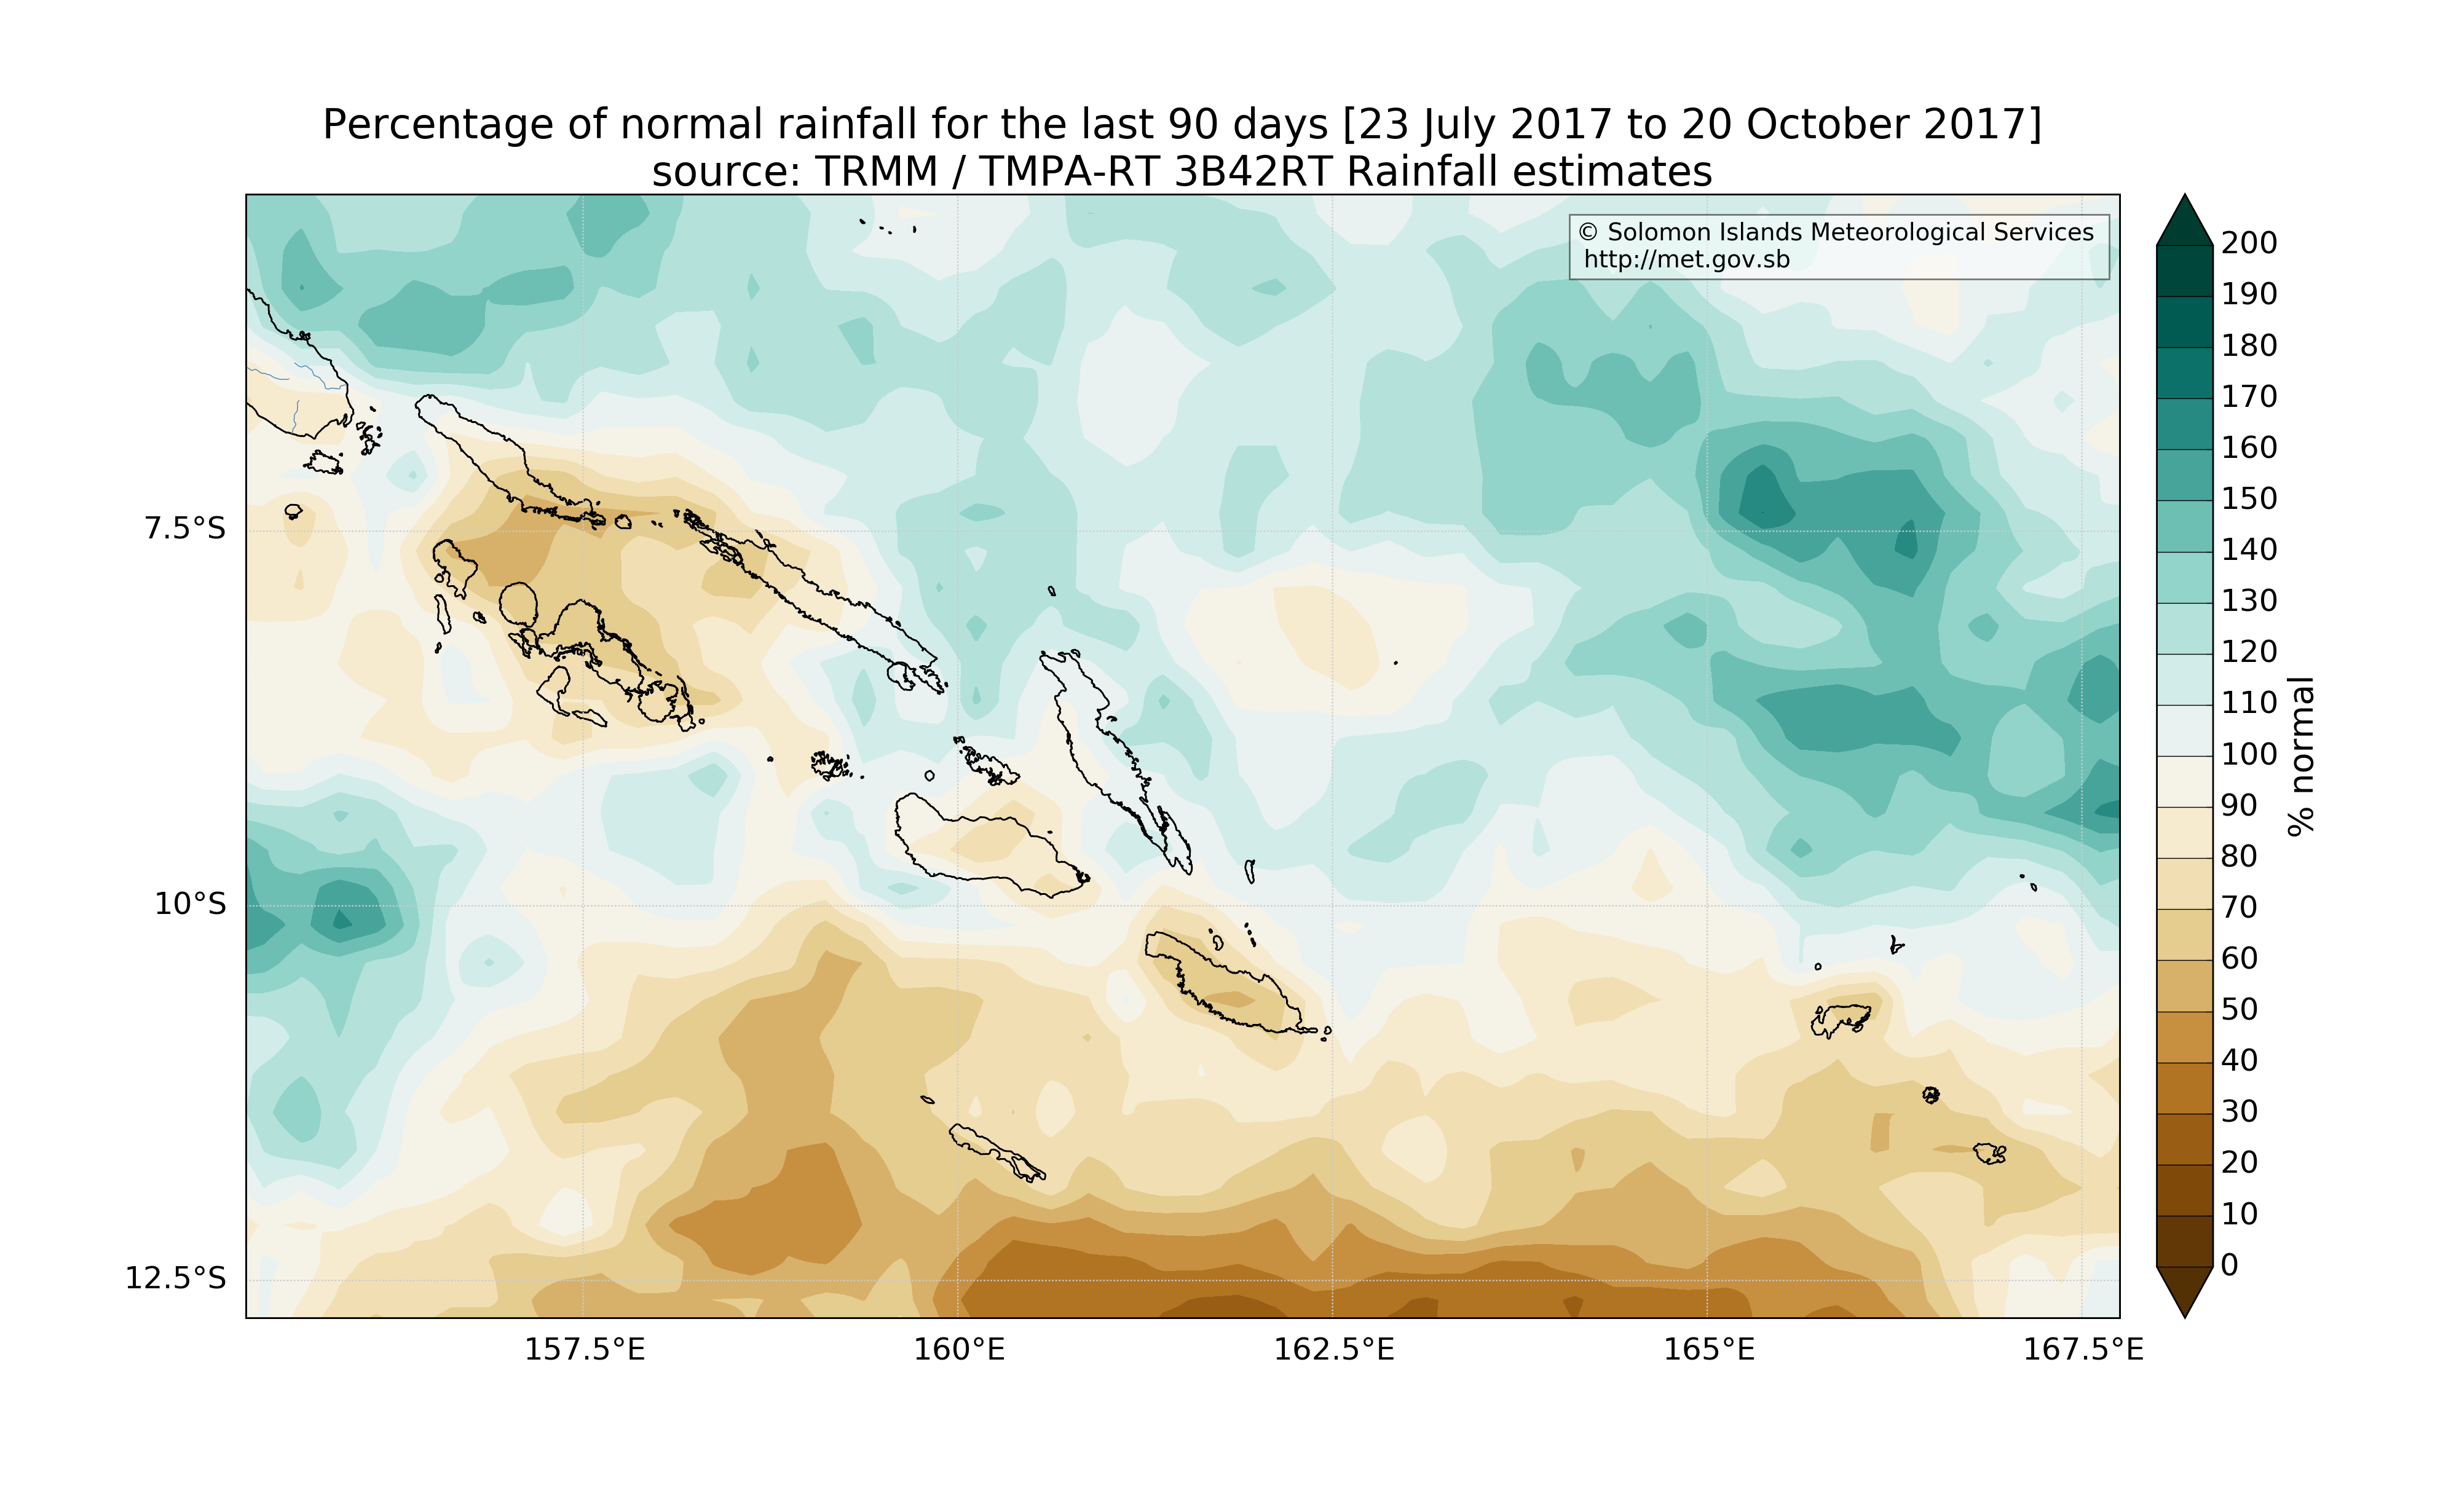 Percentage of normal rainfall for the last 90 days [23 July 2017 to 20 October 2017]
source: TRMM / TMPA-RT 3B42RT Rainfall estimates
© Solomon Islands Meteorological Services
http://met.gov.sb
7.5°S
10°S
12.5°S
157.5°E
160°E
162.5°E
165°E
167.5°E
200
190
180
170
160
150
140
130
120
110
100
90
80
70
60
50
40
30
20
10
0
% normal